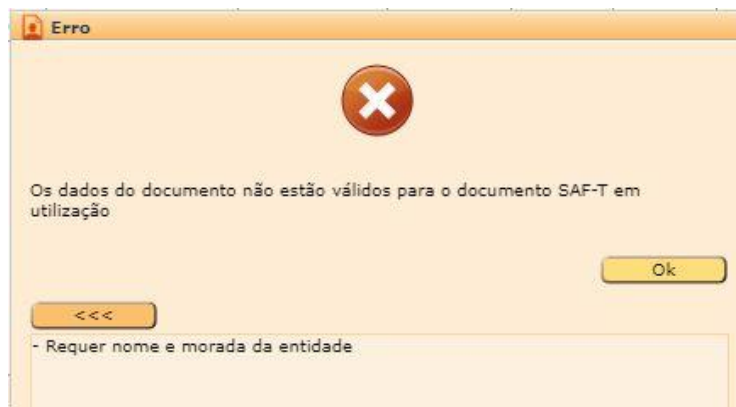 Erro
Os dados do documento não estão válidos para o documento SAF-T em
utilização
Ok
<<<
- Requer nome e morada da entidade